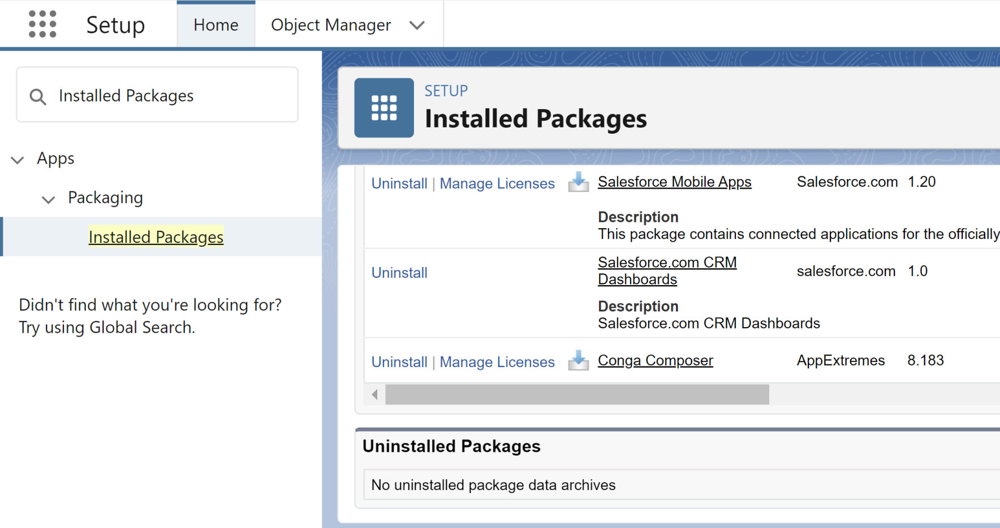 Setup
Home
Object Manager
Installed Packages
Apps
Packaging
Installed Packages
Didn't find what you're looking for?
Try using Global Search.
SETUP
Installed Packages
Uninstall | Manage Licenses Salesforce Mobile Apps Salesforce.com 1.20
Description
This package contains connected applications for the officially
Uninstall Salesforce.com CRM Dashboards salesforce.com 1.0
Description
Salesforce.com CRM Dashboards
Uninstall | Manage Licenses Conga Composer AppExtremes 8.183
Uninstalled Packages
No uninstalled package data archives